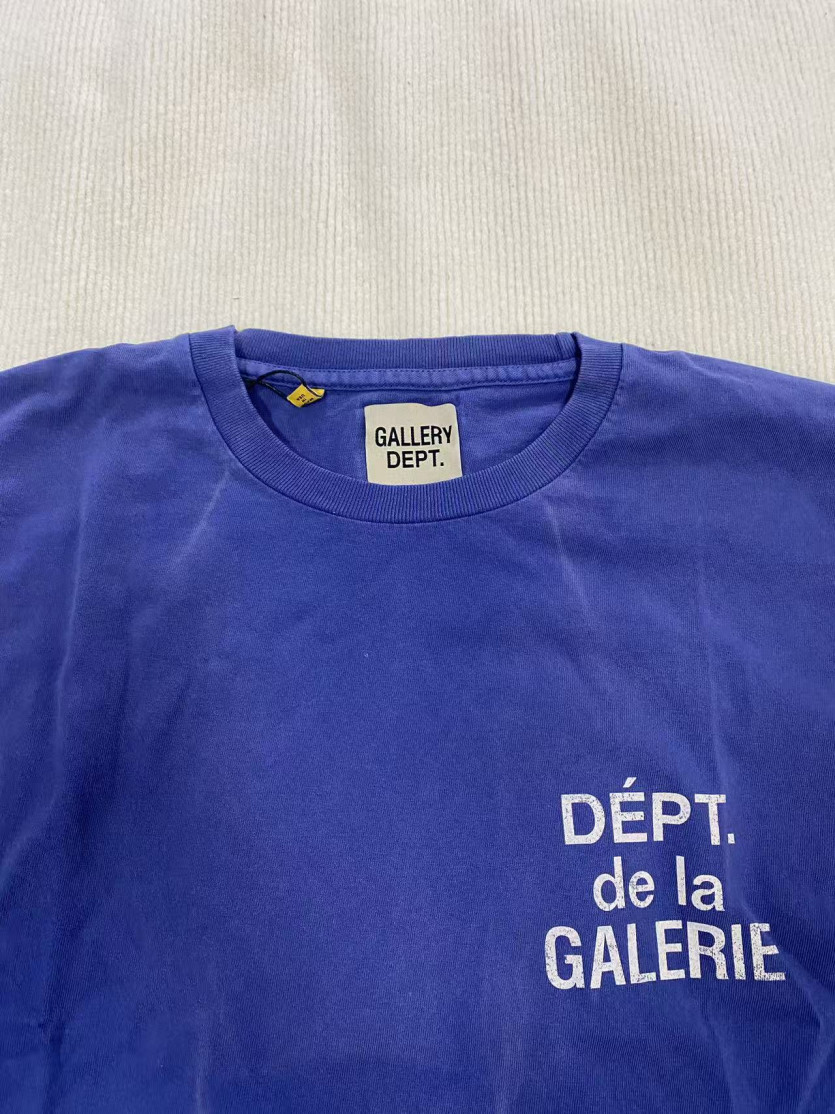 GALLERY
DEPT.
DÉPT.
de la
GALERIE